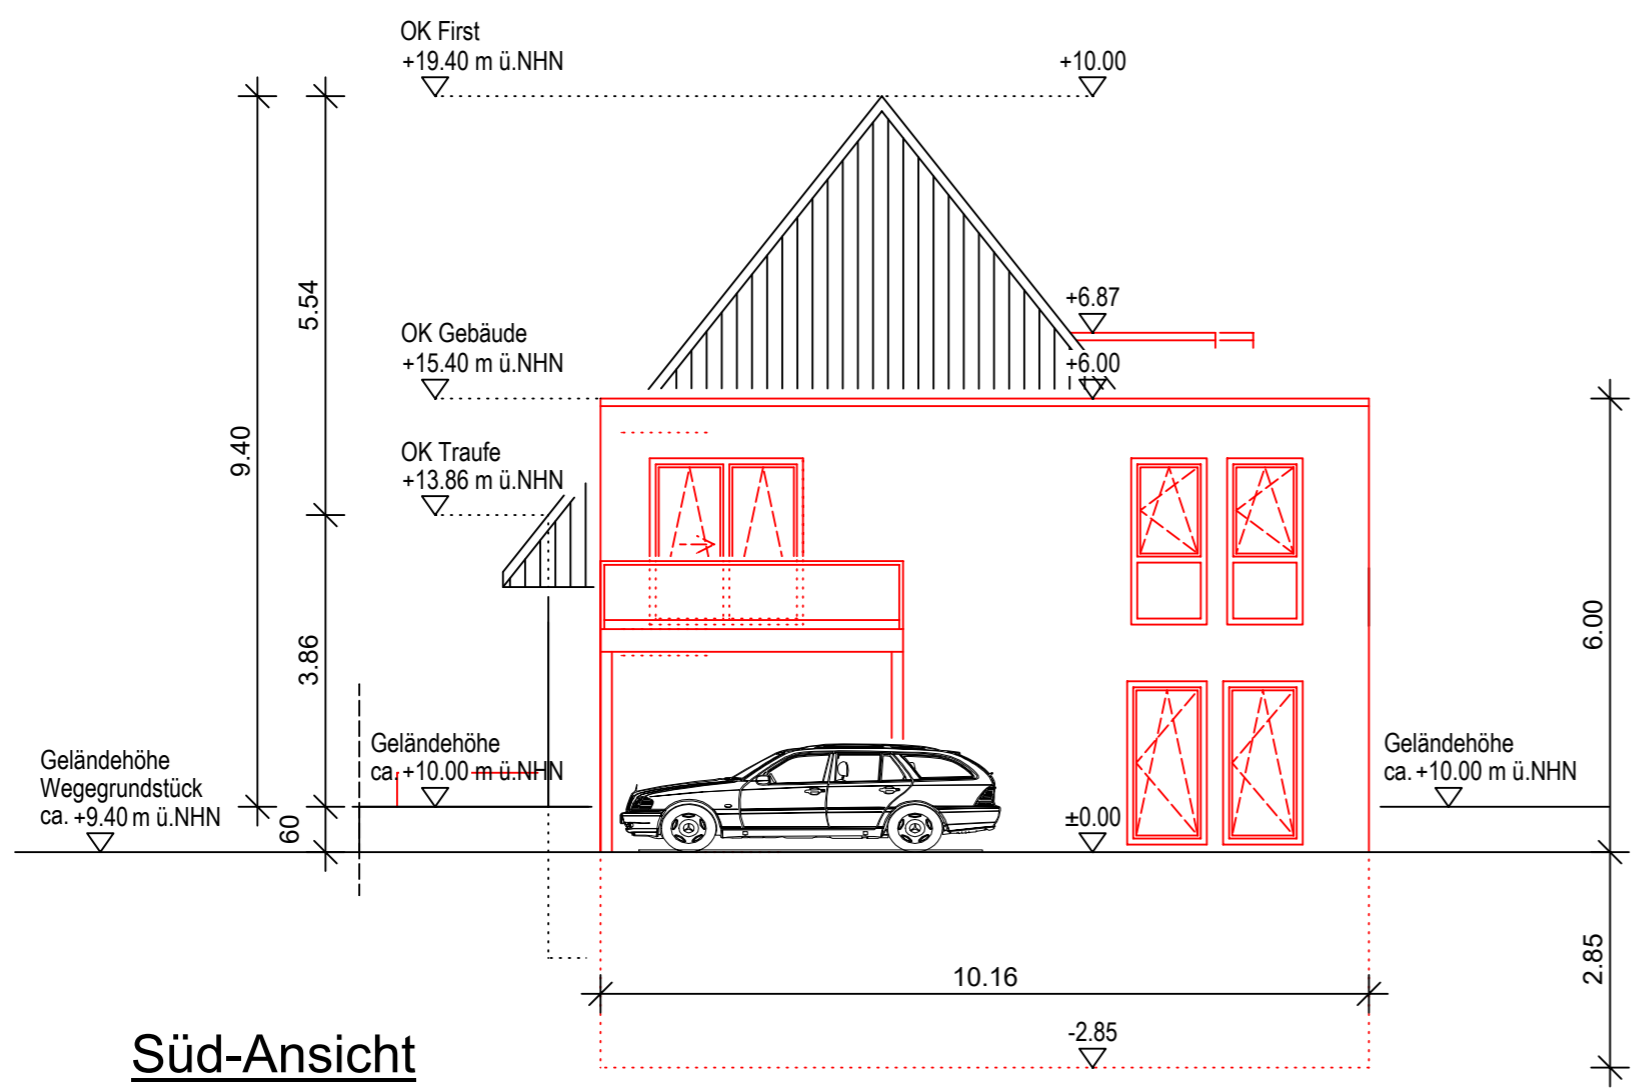 OK First
+19.40 m ü.NHN
+10.00
5.54
+6.87
OK Gebäude
+15.40 m ü.NHN
+6.00
9.40
OK Traufe
+13.86 m ü.NHN
6.00
3.86
Geländehöhe
Wegegrundstück
ca. +9.40 m ü.NHN
Geländehöhe
ca. +10.00 m ü.NHN
Geländehöhe
ca. +10.00 m ü.NHN
60
±0.00
2.85
10.16
-2.85
Süd-Ansicht